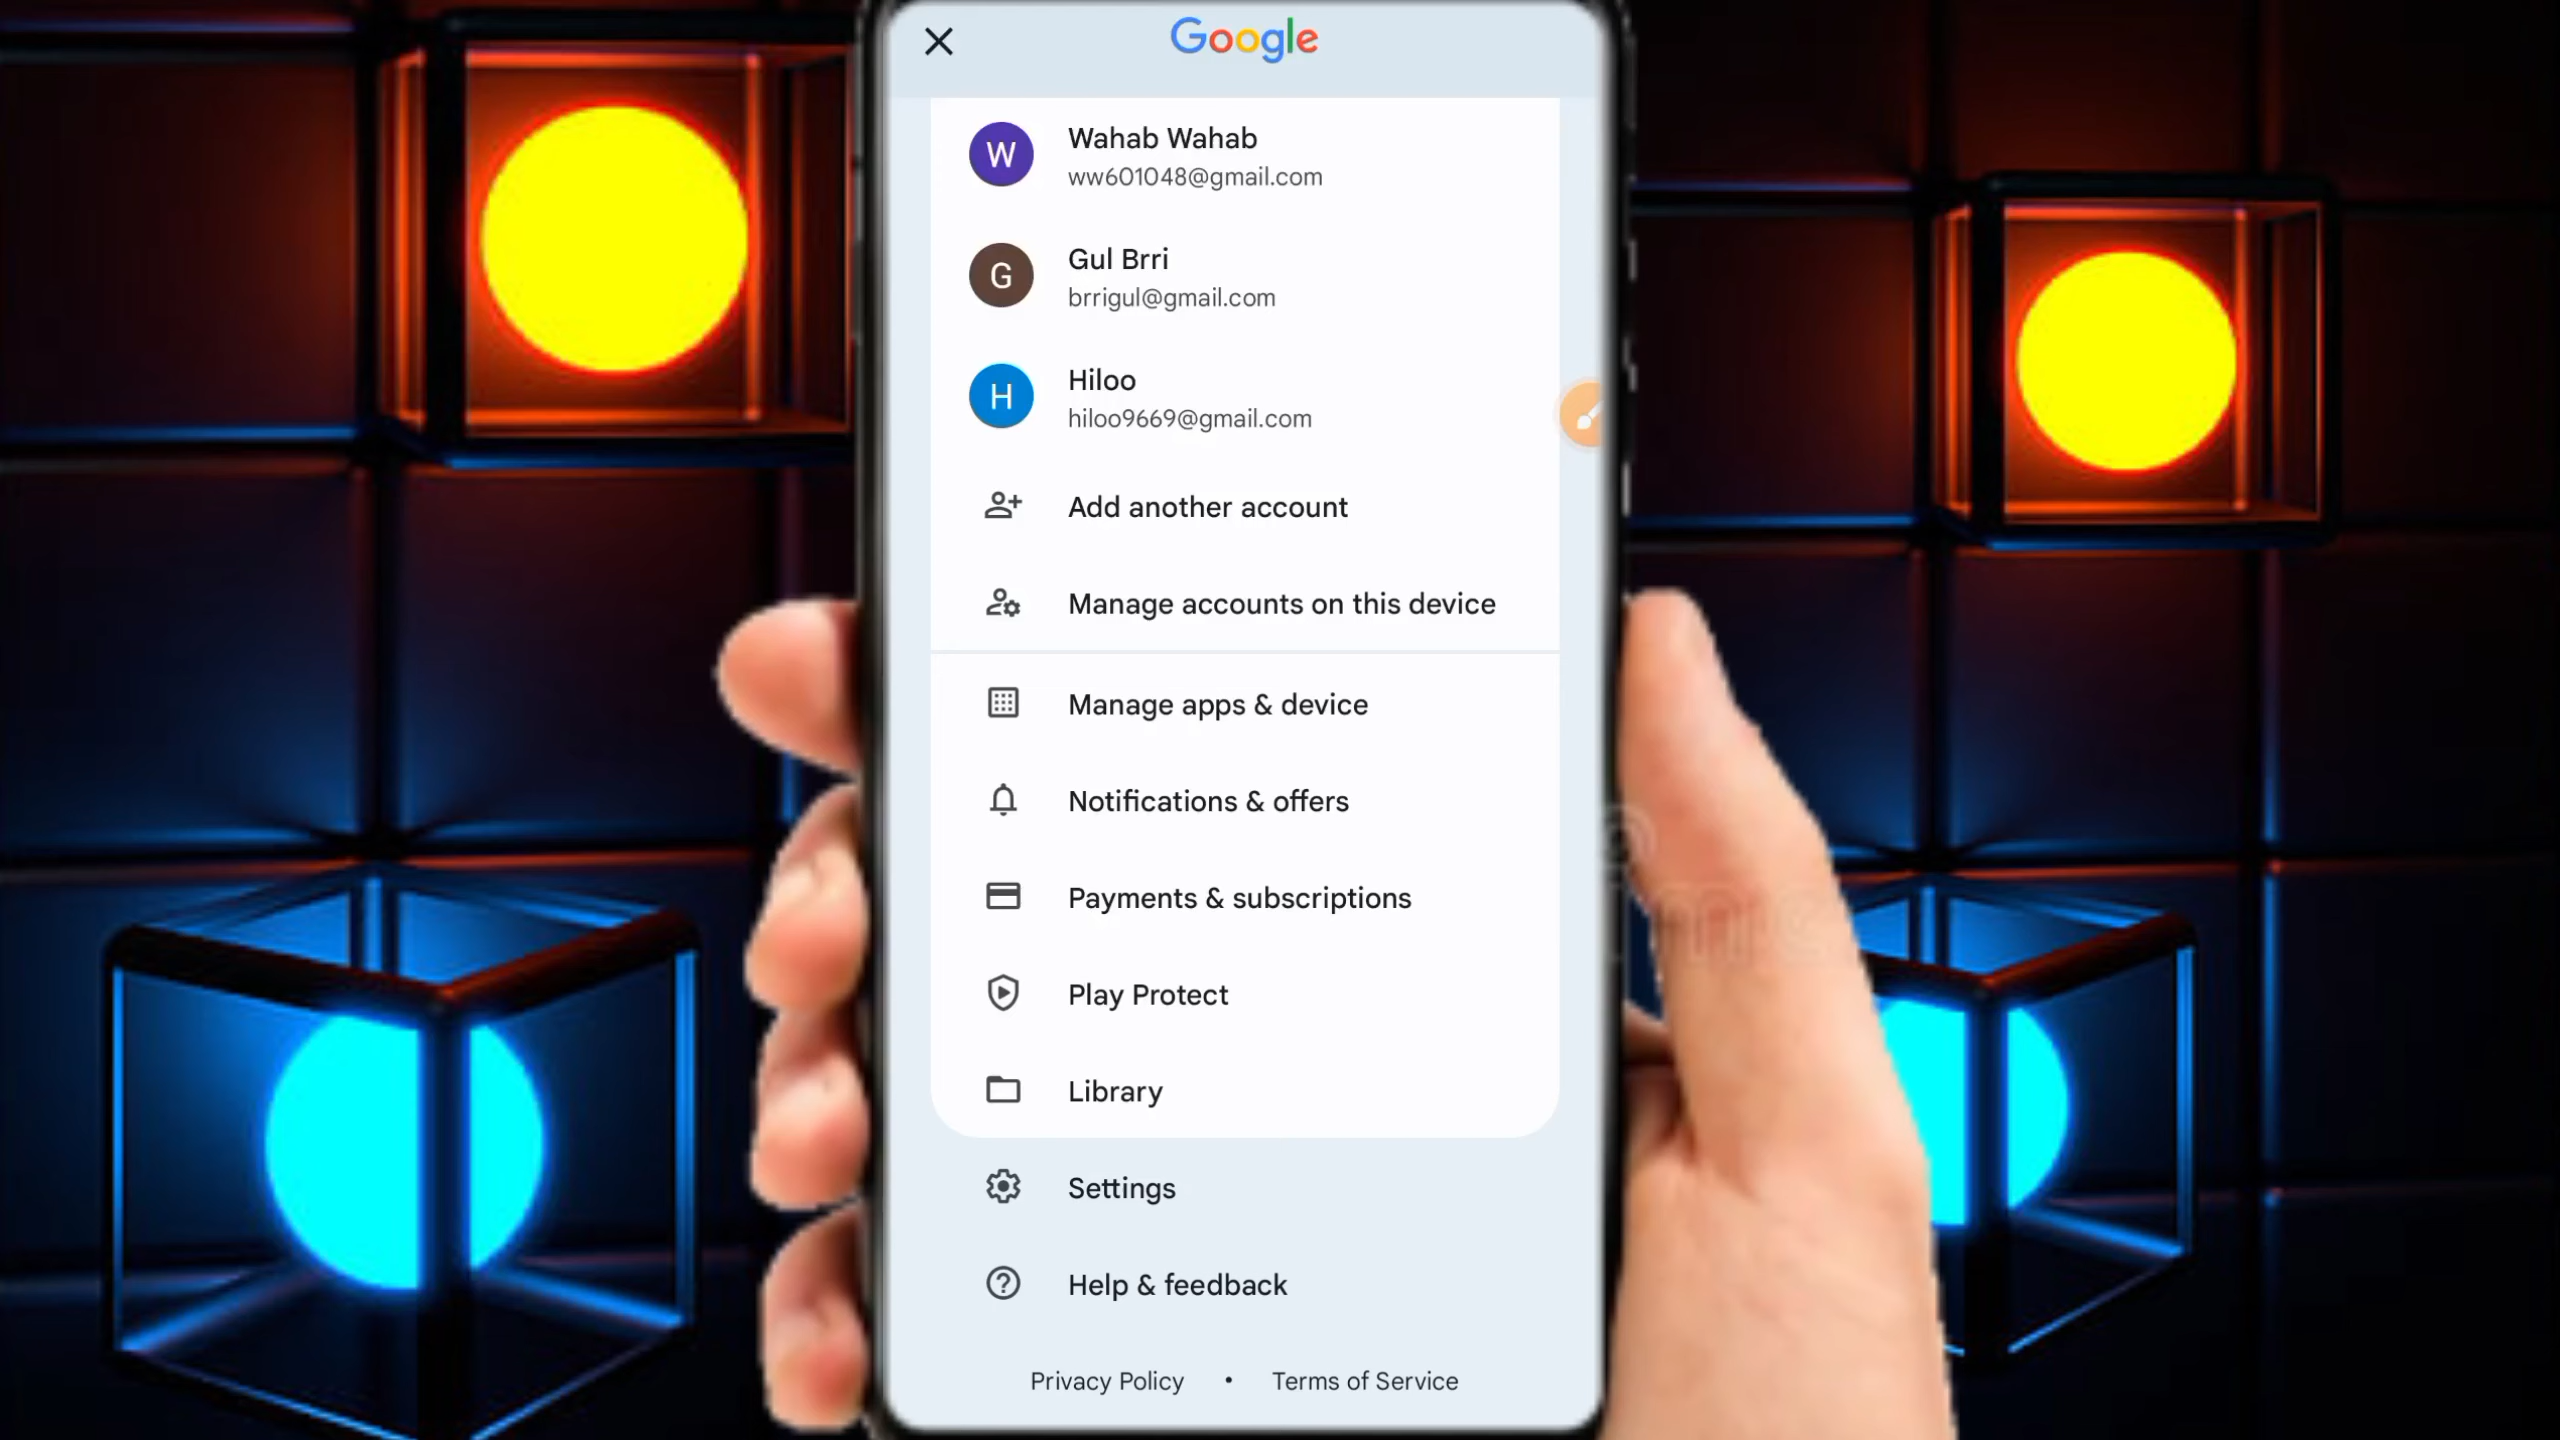 Google
W
Wahab Wahab
ww601048@gmail.com
G
Gul Brri
brrigul@gmail.com
H
Hiloo
hiloo9669@gmail.com
Add another account
Manage accounts on this device
Manage apps & device
Notifications & offers
Payments & subscriptions
Play Protect
Library
Settings
Help & feedback
Privacy Policy • Terms of Service